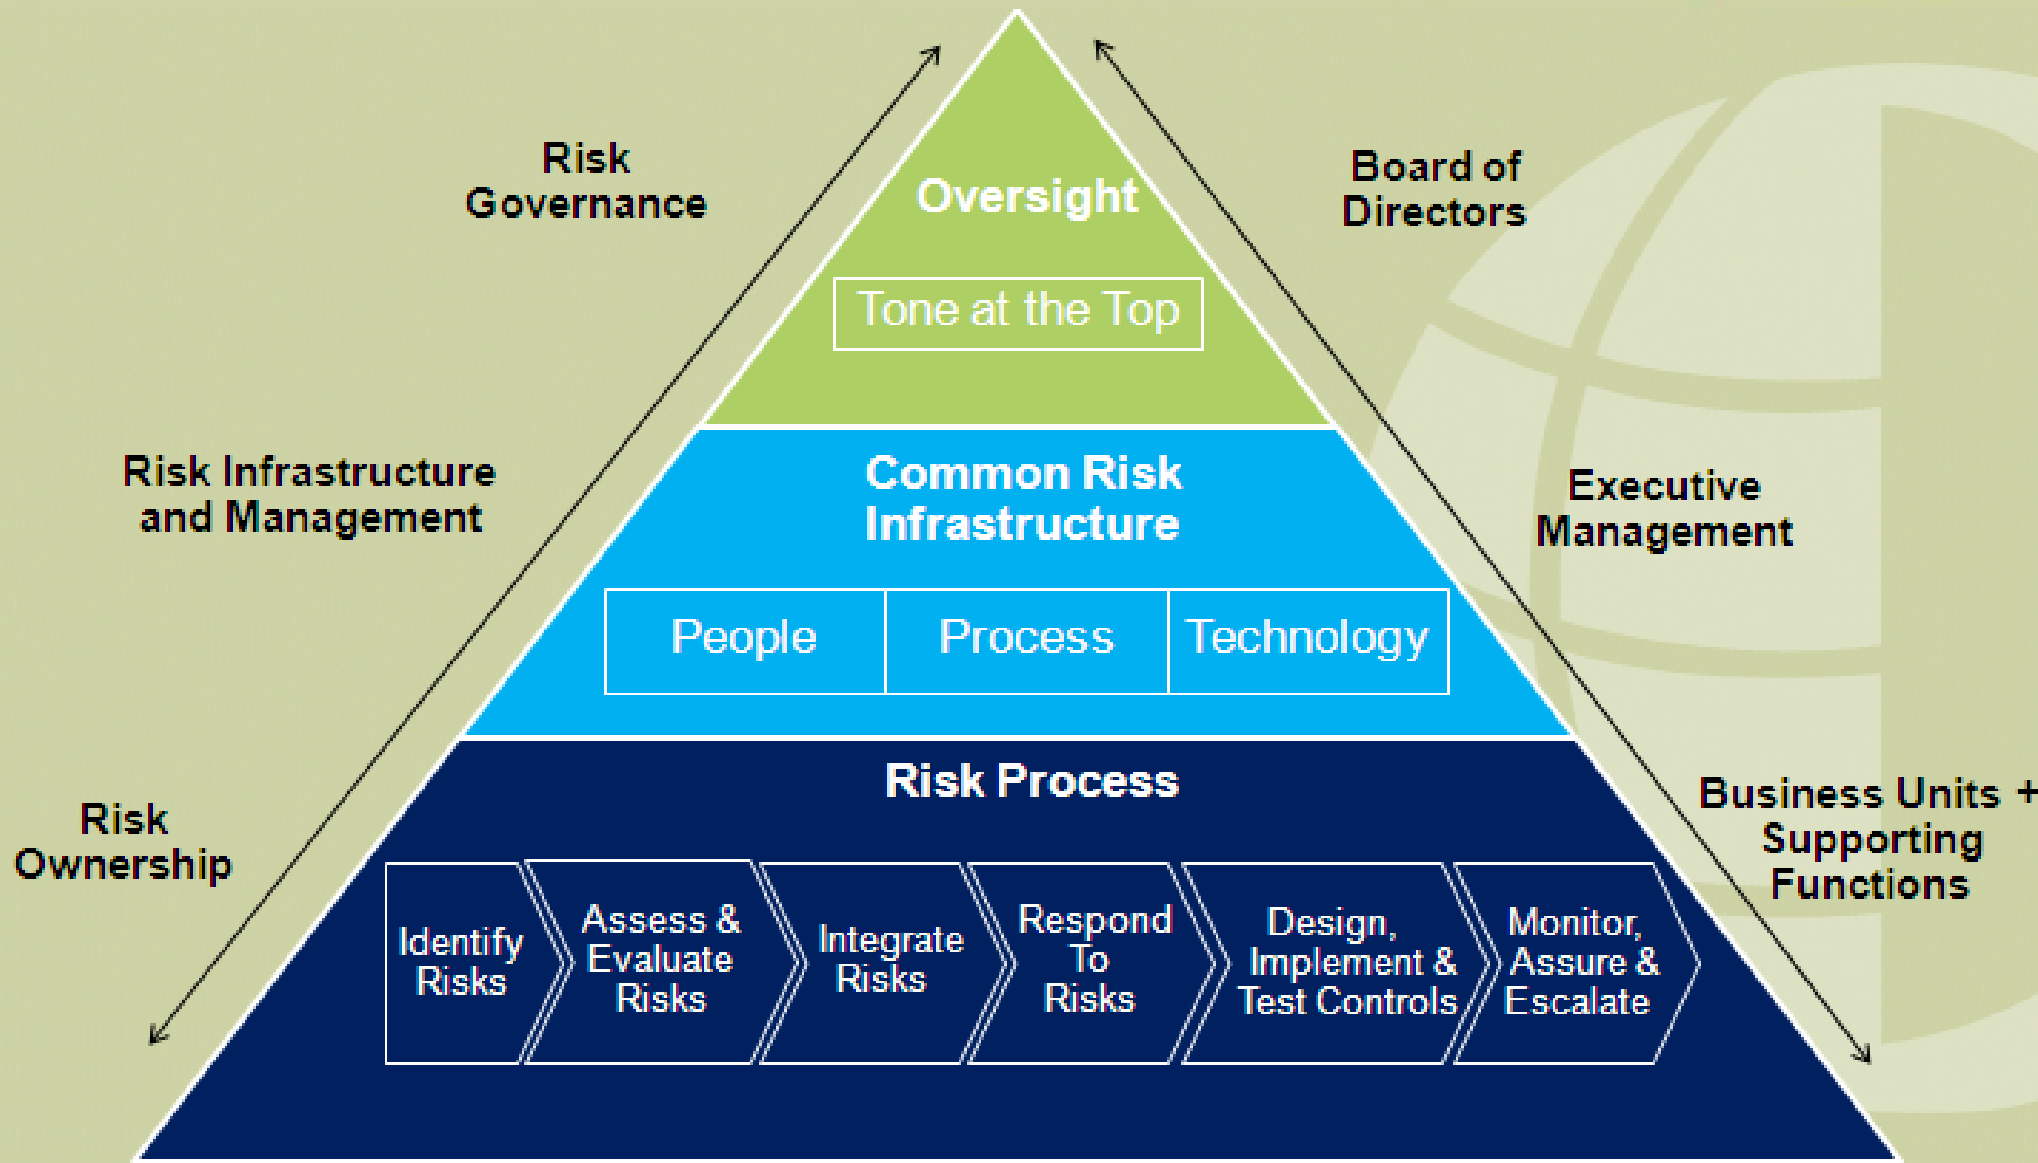 Risk
Governance
Board of
Directors
Oversight
Tone at the Top
Risk Infrastructure
and Management
Common Risk
Infrastructure
Executive
Management
People
Process
Technology
Risk
Ownership
Risk Process
Business Units +
Supporting
Functions
Identify
Risks
Assess &
Evaluate
Risks
Integrate
Risks
Respond
To
Risks
Design,
Implement &
Test Controls
Monitor,
Assure &
Escalate